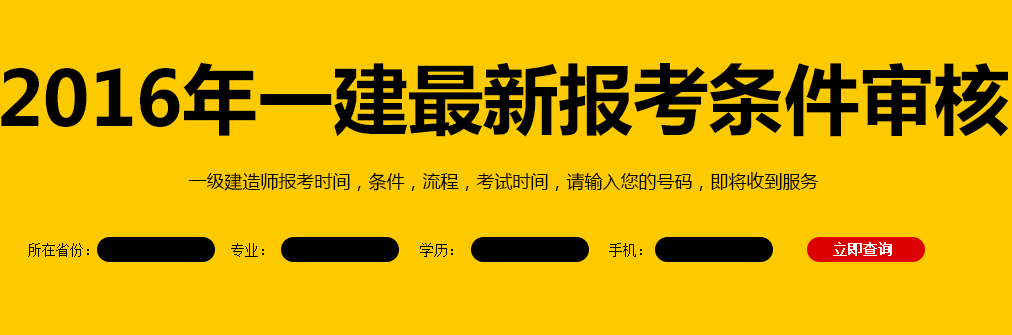 2016年一建最新报考条件审核
一级建造师报考时间，条件，流程，考试时间，请输入您的号码，即将收到服务
所在省份： 专业： 学历： 手机： 立即查询